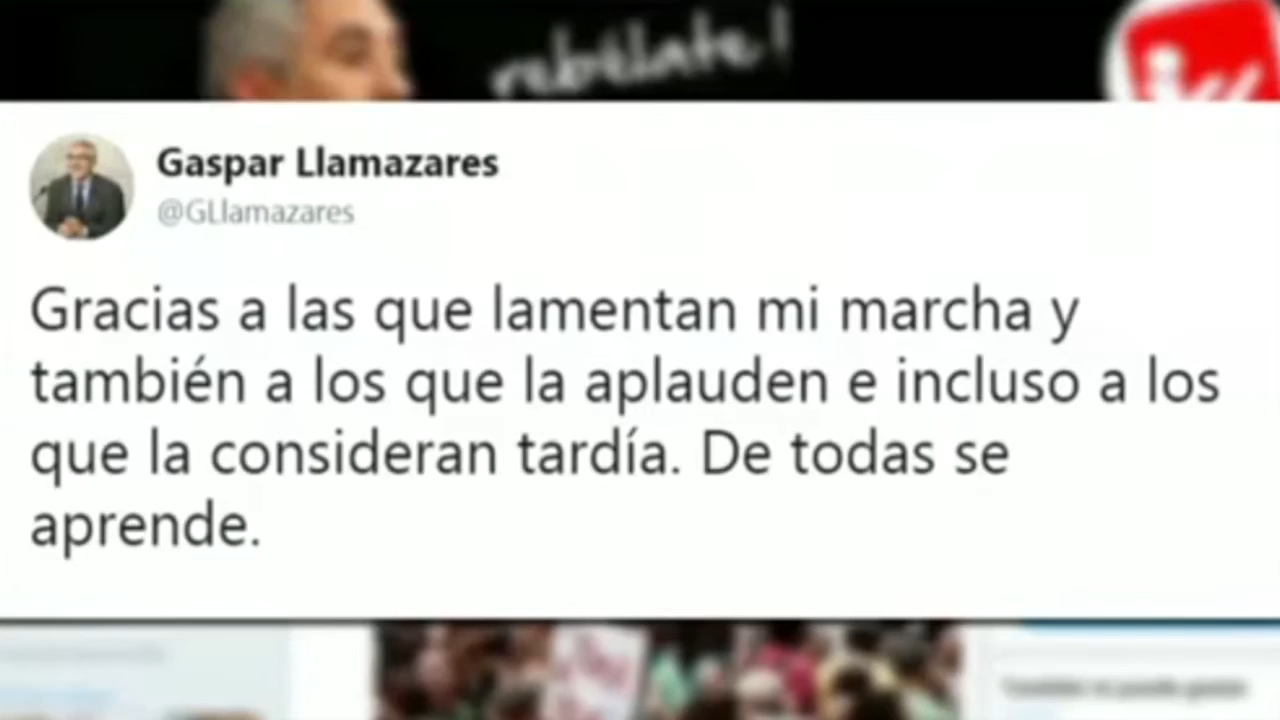 rebélate!
Gaspar Llamazares
@GLlamazares
Gracias a las que lamentan mi marcha y
también a los que la aplauden e incluso a los
que la consideran tardía. De todas se
aprende.